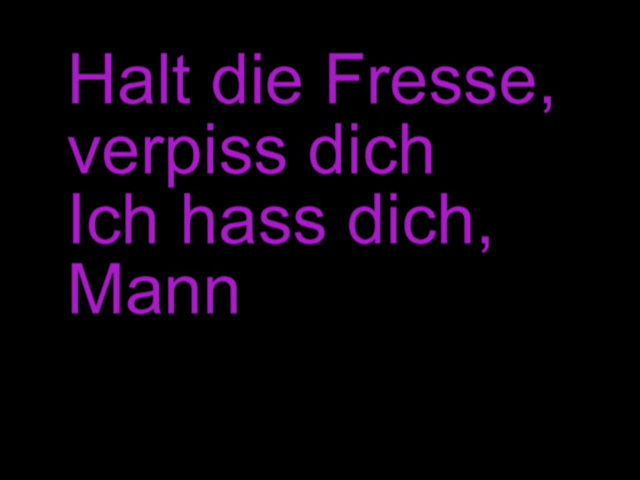 Halt die Fresse,
verpiss dich
Ich hass dich,
Mann